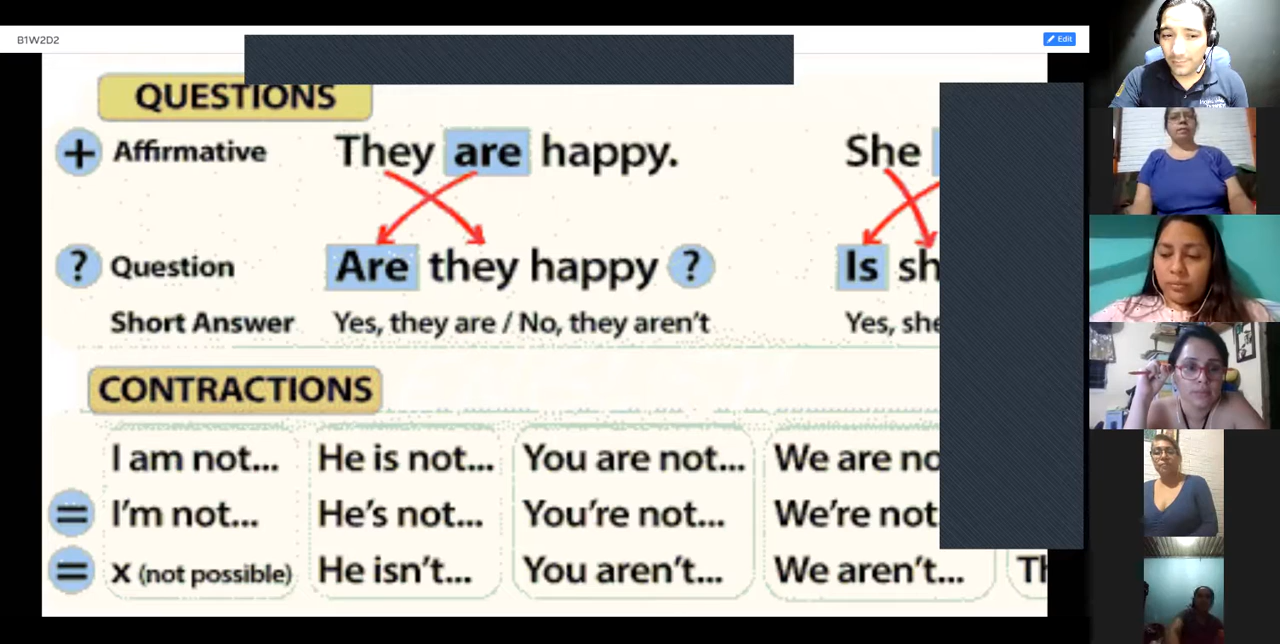 B1W2D2
Edit
QUESTIONS
+ Affirmative They are happy. She
? Question Are they happy ? Is
Short Answer Yes, they are / No, they aren't Yes,
CONTRACTIONS
I am not... He is not... You are not... We are
= I'm not... He's not... You're not... We're not
= x (not possible) He isn't... You aren't... We aren't...